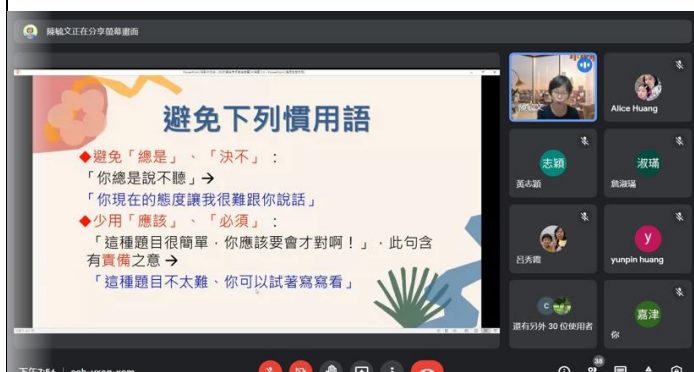 陳毓文正在分享螢幕畫面
避免下列慣用語
◆避免「總是」、「決不」：
「你總是說不聽」→
「你現在的態度讓我很難跟你說話」
◆少用「應該」、「必須」：
「這種題目很簡單，你應該要會才對啊！」，此句含
有責備之意→
「這種題目不太難、你可以試著寫寫看」
陳毓文
Alice Huang
志穎
黃志穎
淑瑀
詹淑瑀
呂秀霞
y
yunpin huang
C
還有另外 30 位使用者
嘉津
你
38
下午7:56